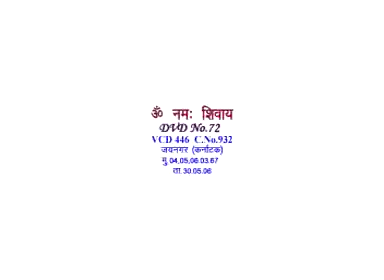 ॐ नमः शिवाय
DVD No.72
VCD 446 C.No.932
जयनगर (कर्नाटक)
मु.04,05,06.03.67
ता.30.05.06